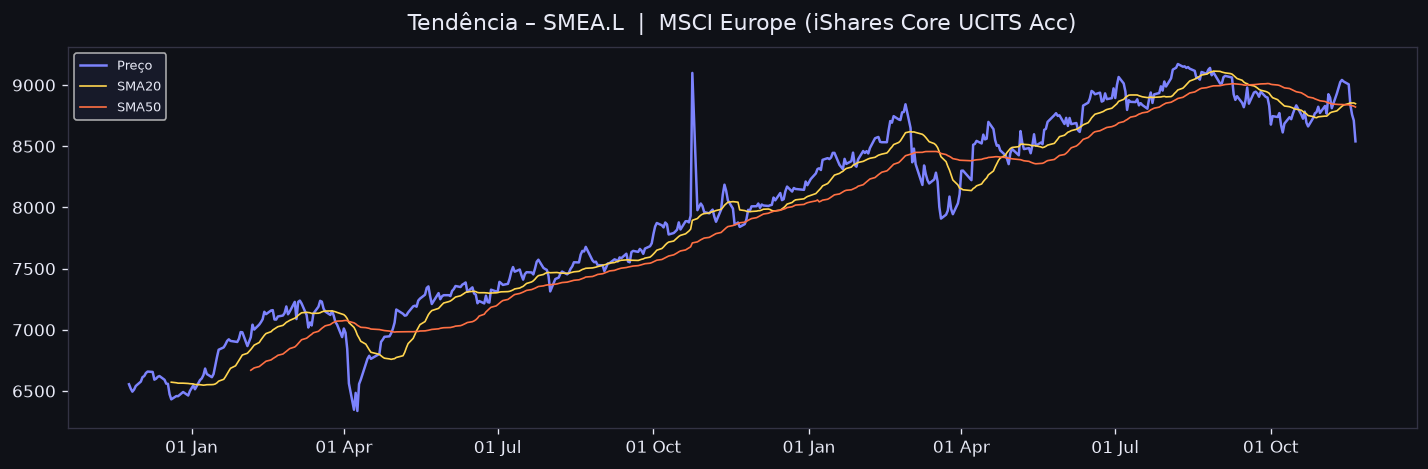 Tendência – SMEA.L | MSCI Europe (iShares Core UCITS Acc)
Preço
SMA20
SMA50
9000
8500
8000
7500
7000
6500
01 Jan 01 Apr 01 Jul 01 Oct 01 Jan 01 Apr 01 Jul 01 Oct